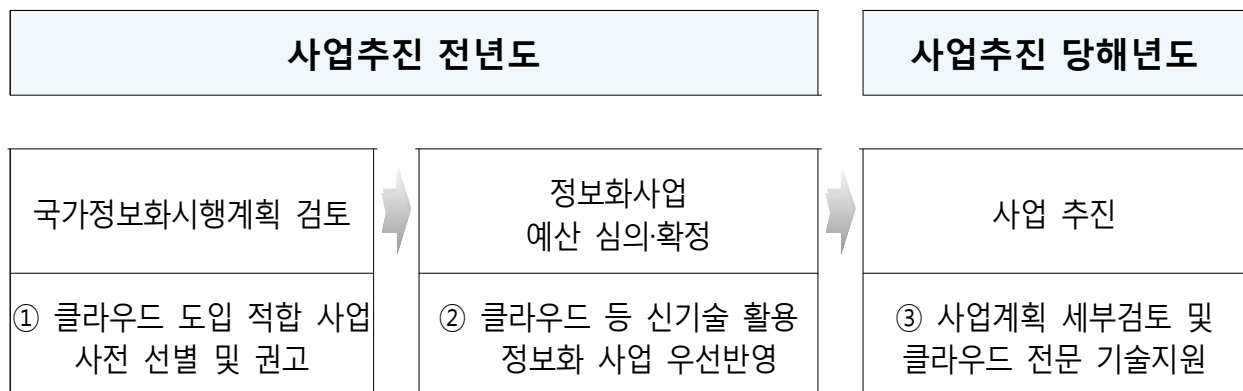 사업추진 전년도
사업추진 당해년도
국가정보화시행계획 검토
정보화사업
예산 심의·확정
사업 추진
① 클라우드 도입 적합 사업
사전 선별 및 권고
② 클라우드 등 신기술 활용
정보화 사업 우선반영
③ 사업계획 세부검토 및
클라우드 전문 기술지원